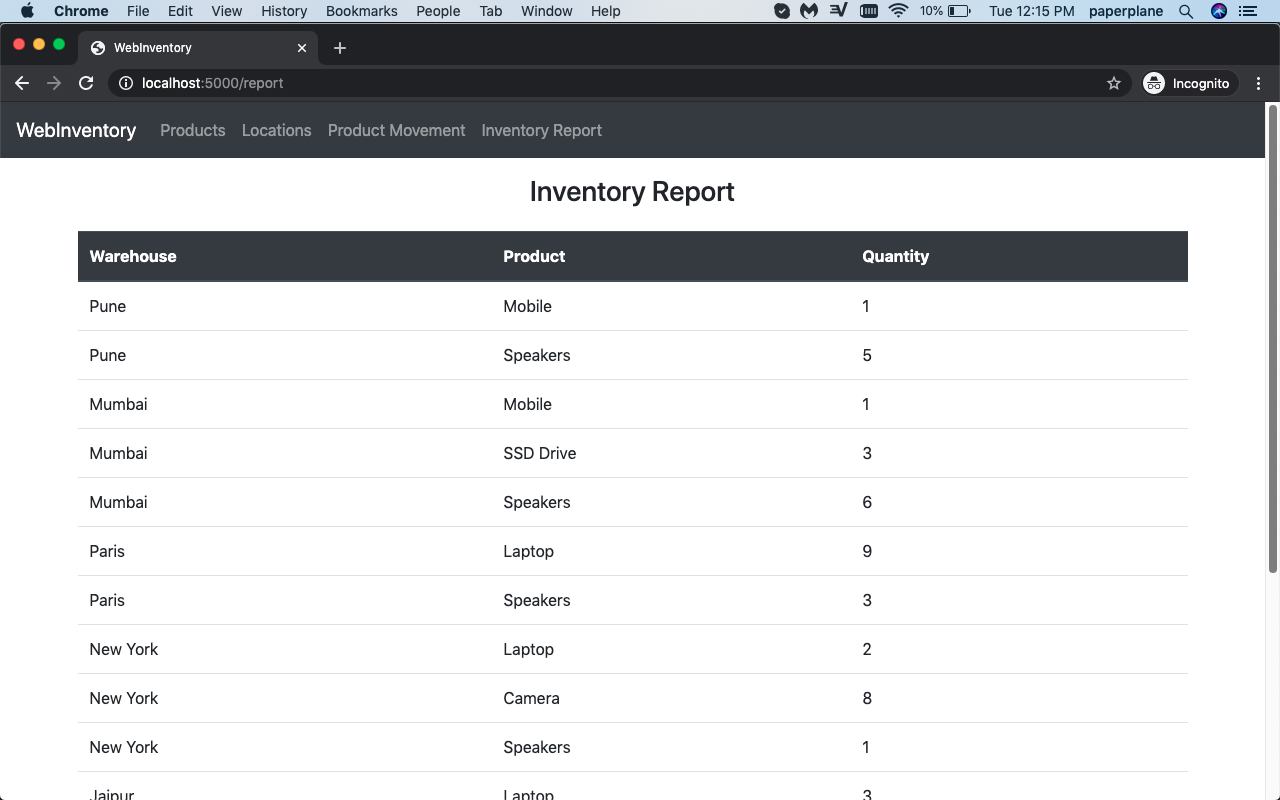 Chrome File Edit View History Bookmarks People Tab Window Help 10% Tue 12:15 PM paperplane
WebInventory
localhost:5000/report Incognito
WebInventory Products Locations Product Movement Inventory Report
Inventory Report
Warehouse Product Quantity
Pune Mobile 1
Pune Speakers 5
Mumbai Mobile 1
Mumbai SSD Drive 3
Mumbai Speakers 6
Paris Laptop 9
Paris Speakers 3
New York Laptop 2
New York Camera 8
New York Speakers 1
Jaipur Laptop 3